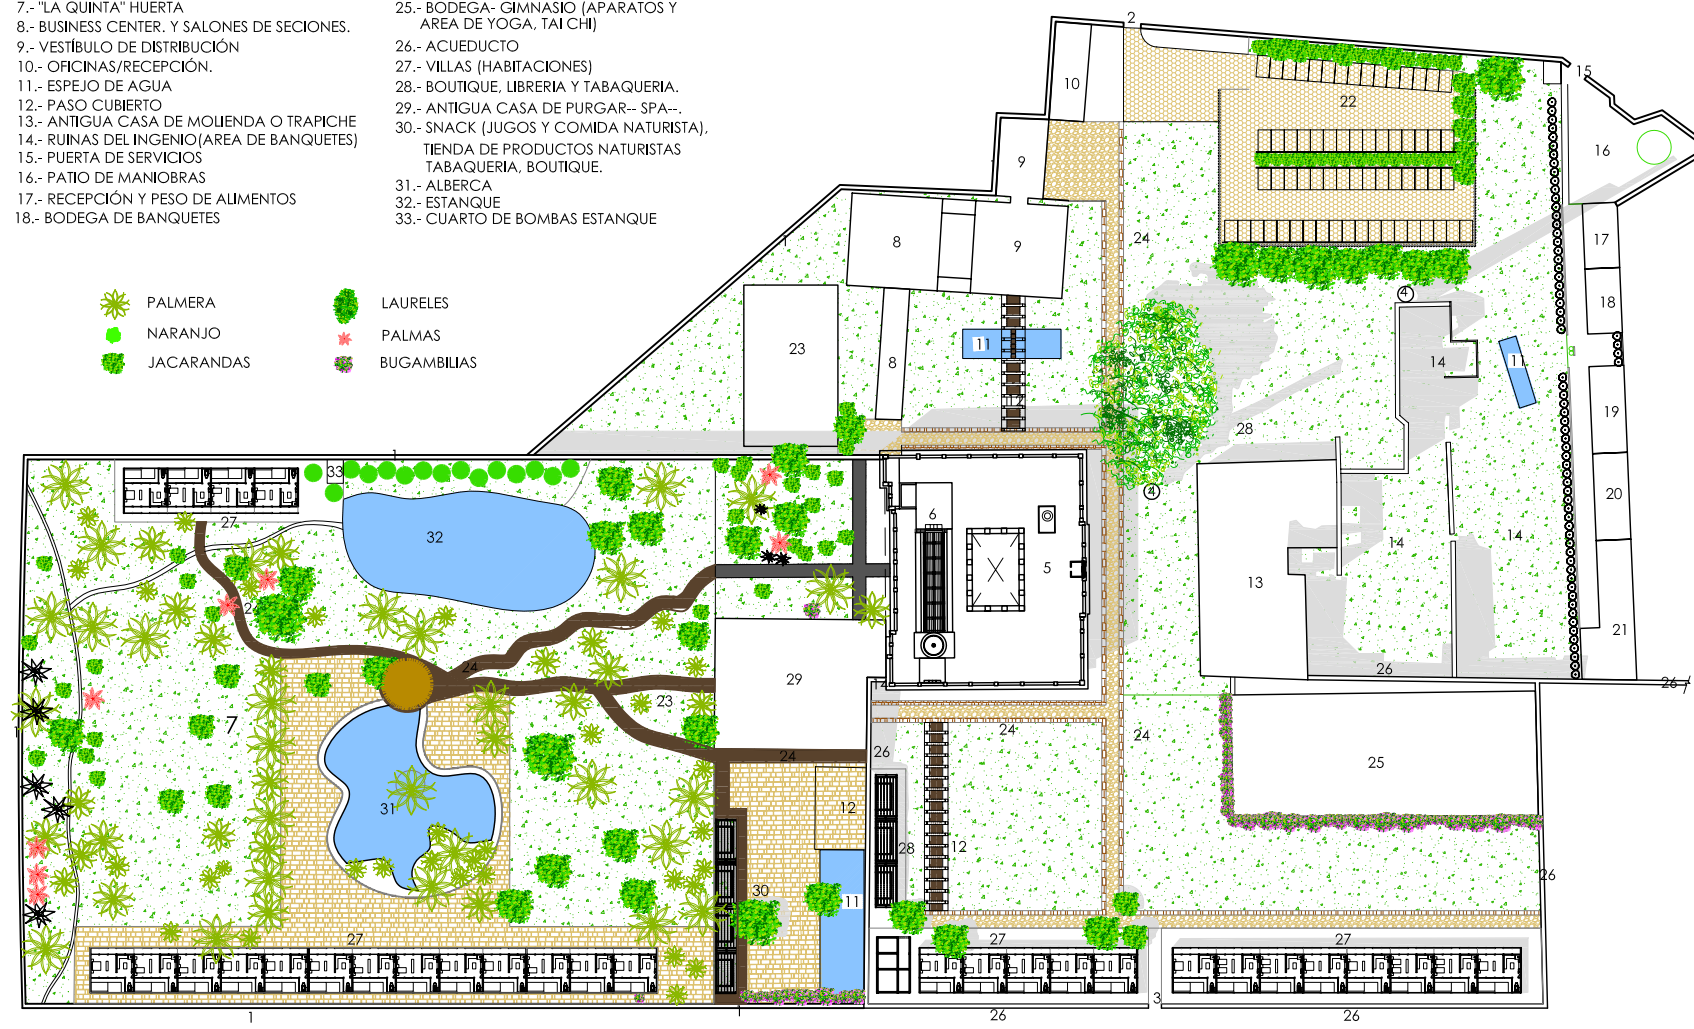 7.- "LA QUINTA" HUERTA
8.- BUSINESS CENTER. Y SALONES DE SECIONES.
9.- VESTÍBULO DE DISTRIBUCIÓN
10.- OFICINAS/RECEPCIÓN.
11.- ESPEJO DE AGUA
12.- PASO CUBIERTO
13.- ANTIGUA CASA DE MOLIENDA O TRAPICHE
14.- RUINAS DEL INGENIO(AREA DE BANQUETES)
15.- PUERTA DE SERVICIOS
16.- PATIO DE MANIOBRAS
17.- RECEPCIÓN Y PESO DE ALIMENTOS
18.- BODEGA DE BANQUETES
25.- BODEGA- GIMNASIO (APARATOS Y
AREA DE YOGA, TAI CHI)
26.- ACUEDUCTO
27.- VILLAS (HABITACIONES)
28.- BOUTIQUE, LIBRERIA Y TABAQUERIA.
29.- ANTIGUA CASA DE PURGAR-- SPA--.
30.- SNACK (JUGOS Y COMIDA NATURISTA),
TIENDA DE PRODUCTOS NATURISTAS
TABAQUERIA, BOUTIQUE.
31.- ALBERCA
32.- ESTANQUE
33.- CUARTO DE BOMBAS ESTANQUE
PALMERA
NARANJO
JACARANDAS
LAURELES
PALMAS
BUGAMBILIAS
2
10
15
22
16
9
8
9
24
17
1
4
18
23
11
8
14
11
12
19
28
1
33
4
20
27
32
6
5
14
14
13
24
21
24
29
26
26
23
7
24
26
24
24
25
31
12
28
12
26
30
11
27
27
27
3
1
1
26
26